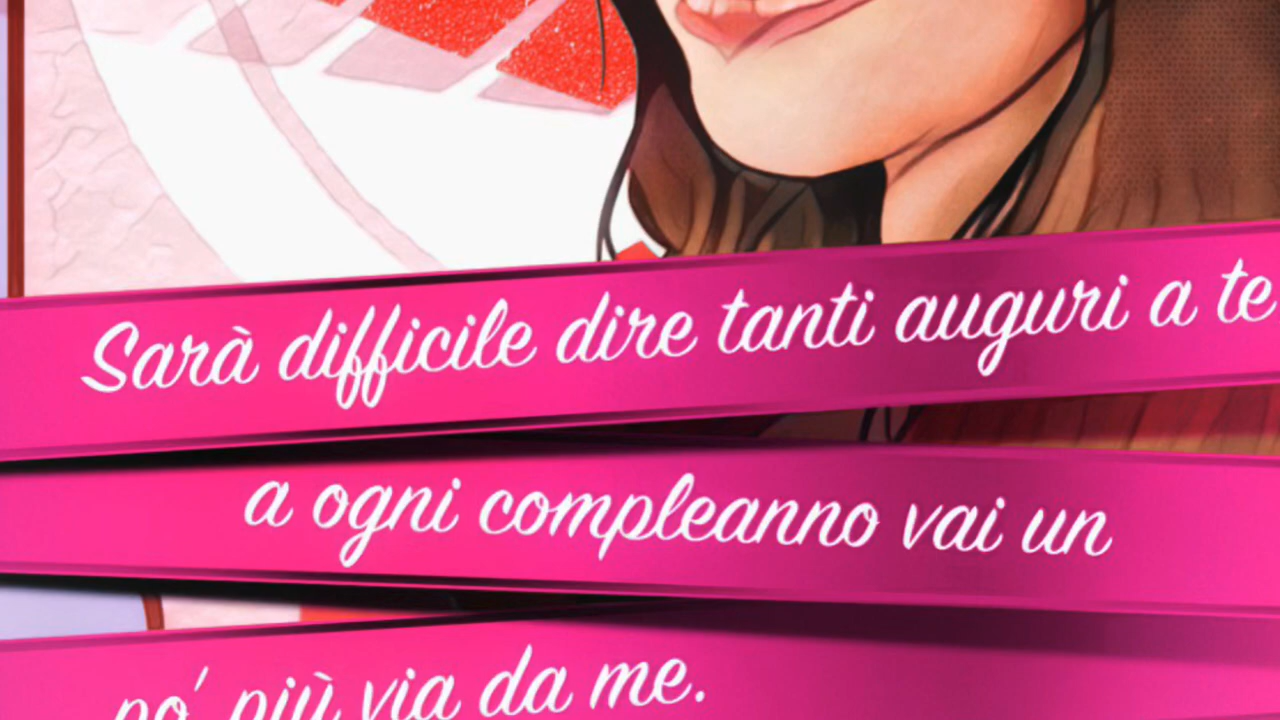 Sarà difficile dire tanti auguri a te
a ogni compleanno vai un
po' più via da me.